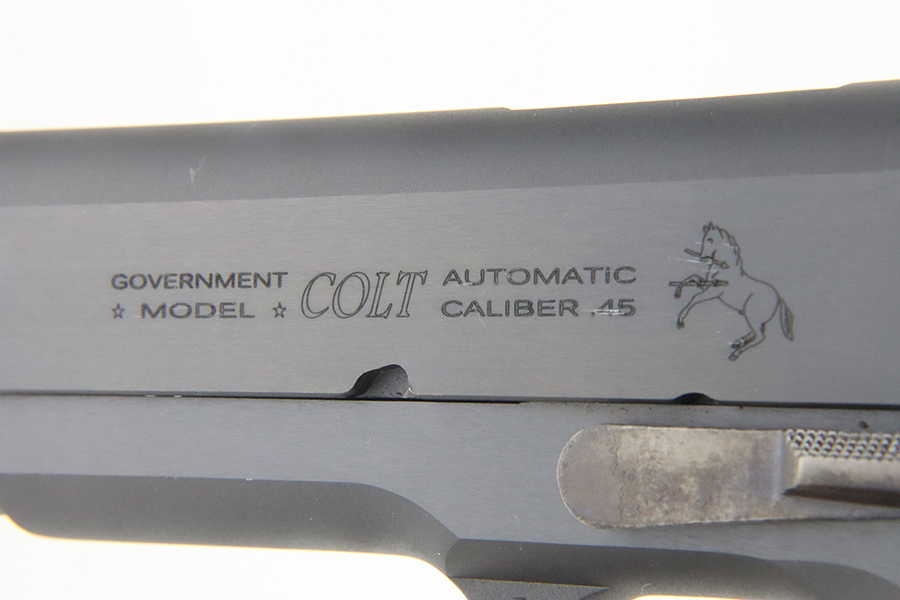 GOVERNMENT
☆ MODEL ☆
COLT
AUTOMATIC
CALIBER .45